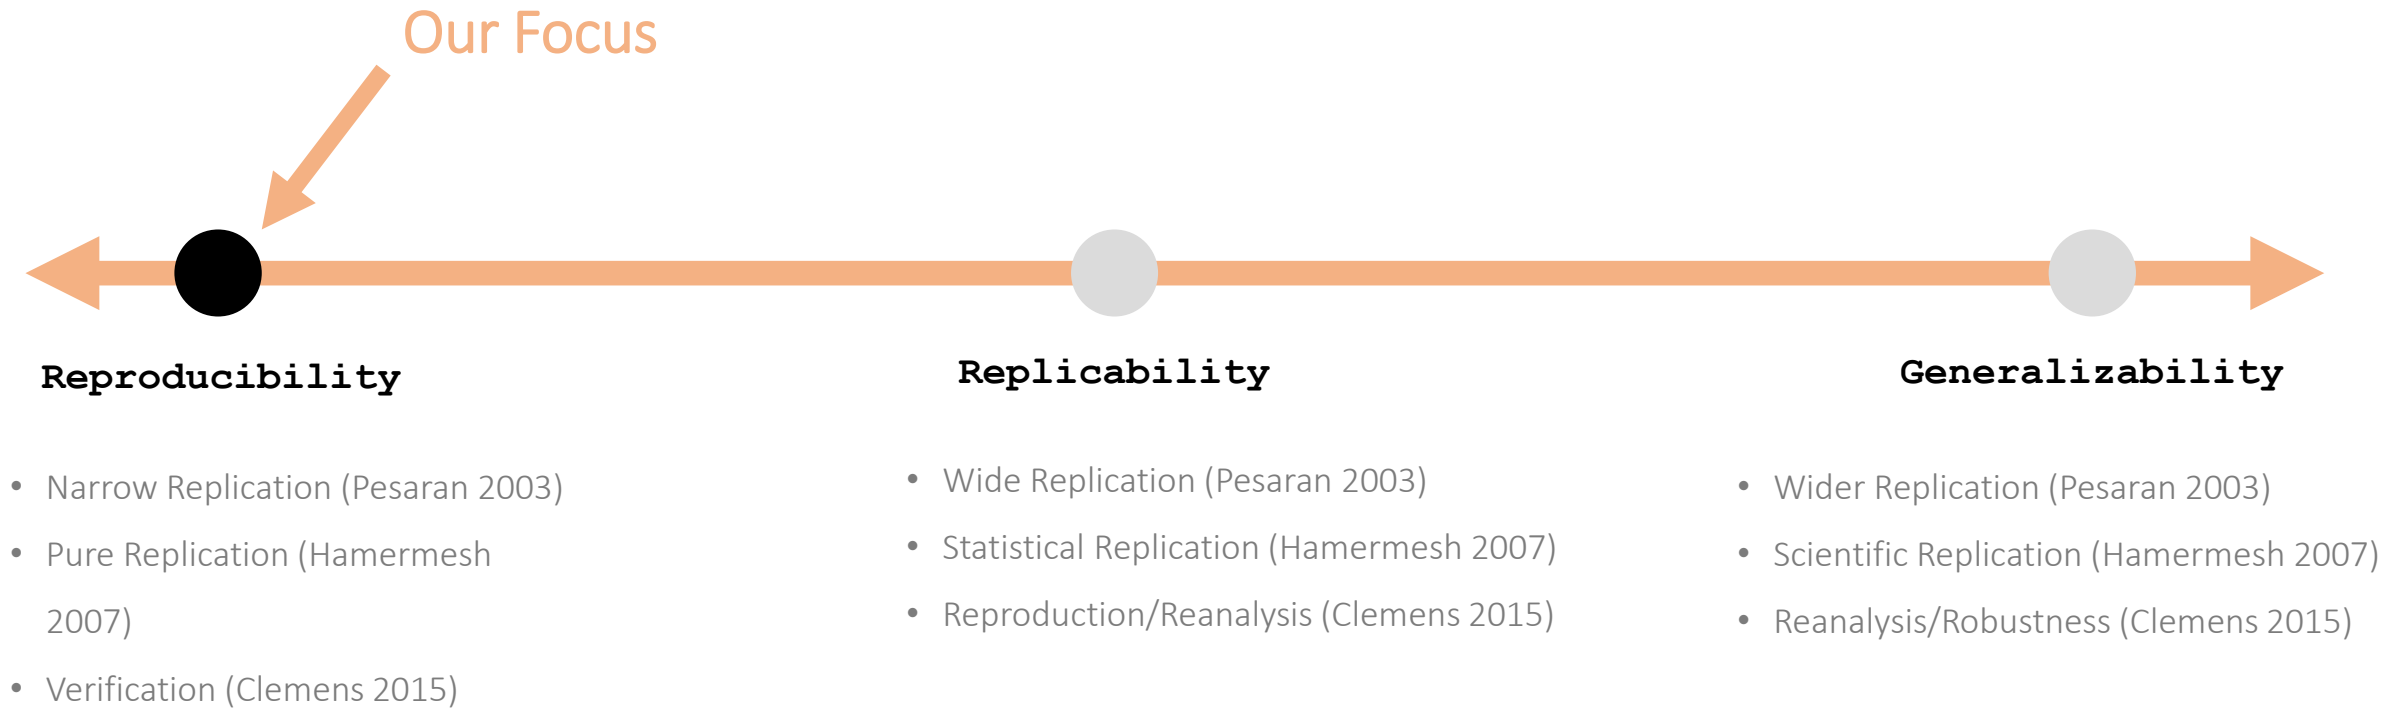 Our Focus
Reproducibility
Replicability
Generalizability
• Narrow Replication (Pesaran 2003)
• Pure Replication (Hamermesh
2007)
• Verification (Clemens 2015)
• Wide Replication (Pesaran 2003)
• Statistical Replication (Hamermesh 2007)
• Reproduction/Reanalysis (Clemens 2015)
• Wider Replication (Pesaran 2003)
• Scientific Replication (Hamermesh 2007)
• Reanalysis/Robustness (Clemens 2015)